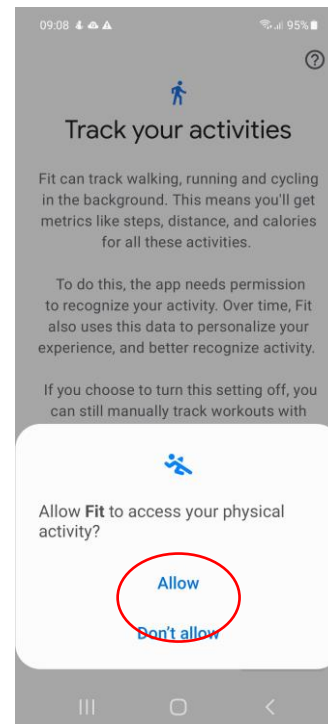 09:08
95%
Track your activities
Fit can track walking, running and cycling
in the background. This means you'll get
metrics like steps, distance, and calories
for all these activities.
To do this, the app needs permission
to recognize your activity. Over time, Fit
also uses this data to personalize your
experience, and better recognize activity.
If you choose to turn this setting off, you
can still manually track workouts with
Allow Fit to access your physical
activity?
Allow
Don't allow